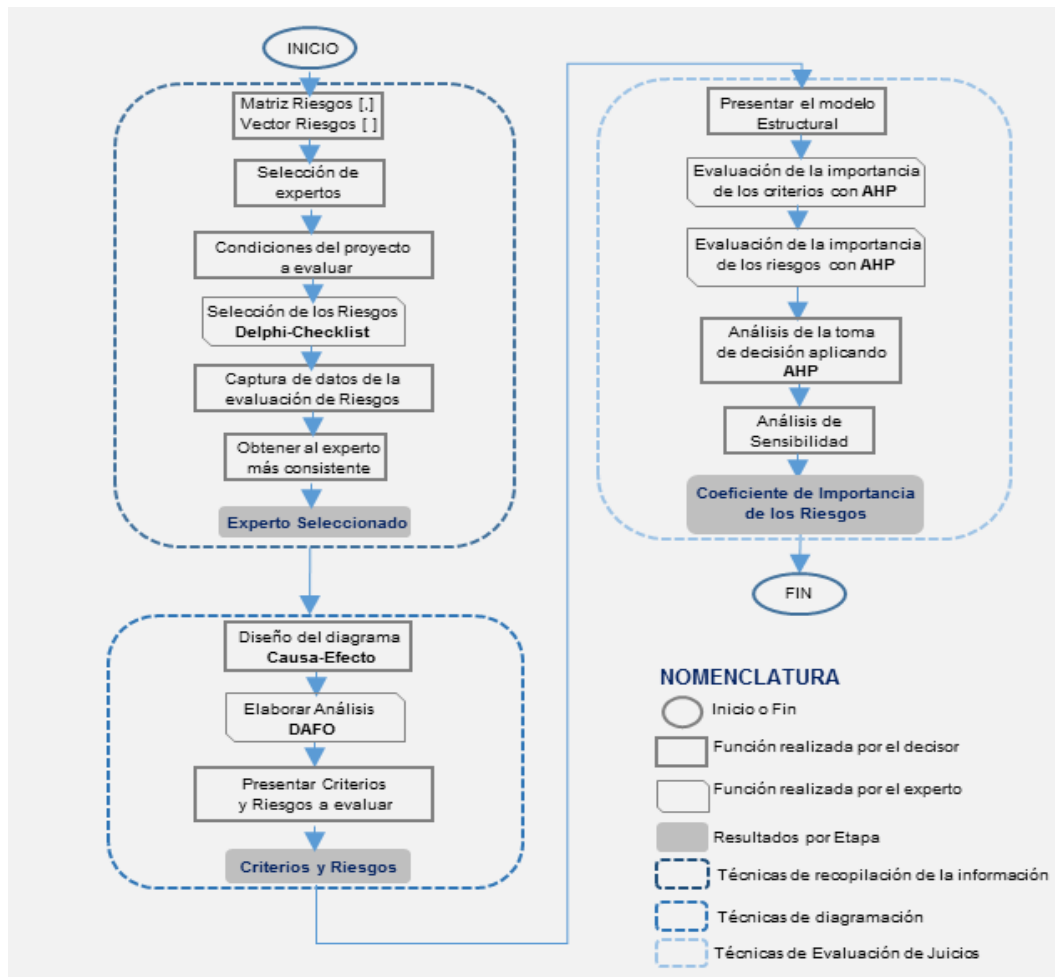 INICIO
Matriz Riesgos [,]
Vector Riesgos [ ]
Selección de
expertos
Condiciones del proyecto
a evaluar
Selección de los Riesgos
Delphi-Checklist
Captura de datos de la
evaluación de Riesgos
Obtener al experto
más consistente
Experto Seleccionado
Diseño del diagrama
Causa-Efecto
Elaborar Análisis
DAFO
Presentar Criterios
y Riesgos a evaluar
Criterios y Riesgos
Presentar el modelo
Estructural
Evaluación de la importancia
de los criterios con AHP
Evaluación de la importancia
de los riesgos con AHP
Análisis de la toma
de decisión aplicando
AHP
Análisis de
Sensibilidad
Coeficiente de Importancia
de los Riesgos
FIN
NOMENCLATURA
Inicio o Fin
Función realizada por el decisor
Función realizada por el experto
Resultados por Etapa
Técnicas de recopilación de la información
Técnicas de diagramación
Técnicas de Evaluación de Juicios